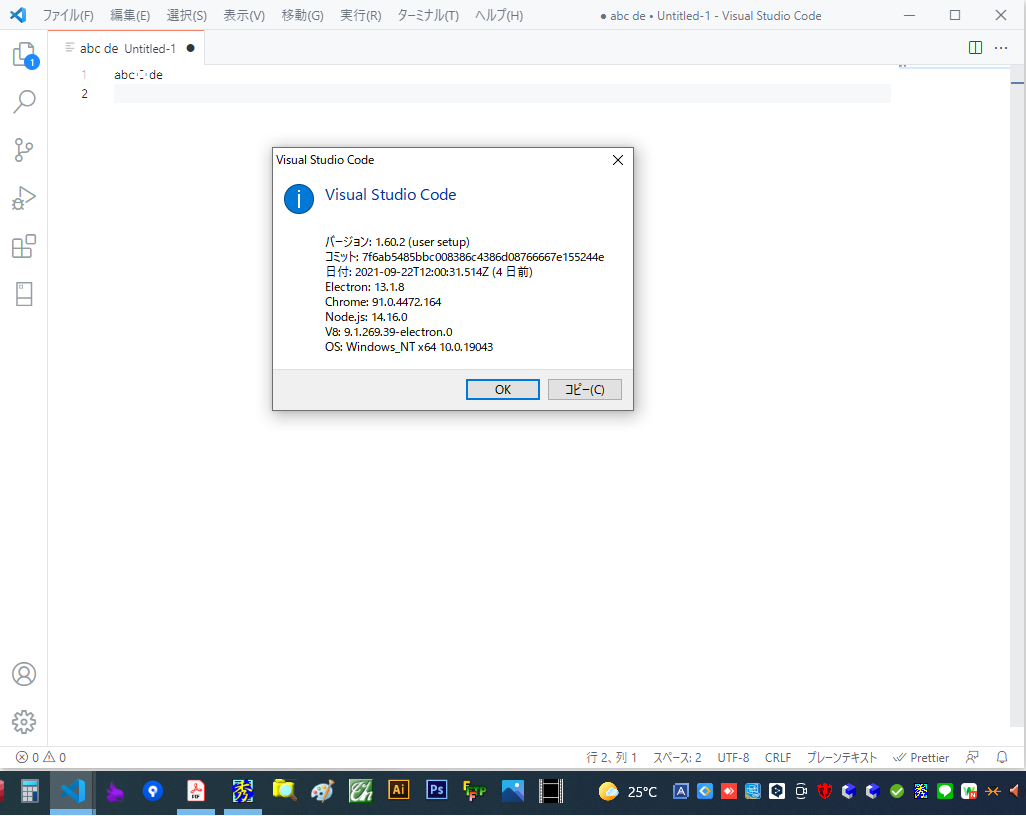 ファイル(F) 編集(E) 選択(S) 表示(V) 移動(G) 実行(R) ターミナル(T) ヘルプ(H) ● abc de • Untitled-1 - Visual Studio Code
abc de Untitled-1 ●
1
1 abc de
2
Visual Studio Code
Visual Studio Code
バージョン: 1.60.2 (user setup)
コミット: 7f6ab5485bbc008386c4386d08766667e155244e
日付: 2021-09-22T12:00:31.514Z (4 日前)
Electron: 13.1.8
Chrome: 91.0.4472.164
Node.js: 14.16.0
V8: 9.1.269.39-electron.0
OS: Windows_NT x64 10.0.19043
OK コピー(C)
0 0 行 2、列 1 スペース: 2 UTF-8 CRLF プレーンテキスト Prettier
PDF 秀 Ai Ps FFTP 25°C A